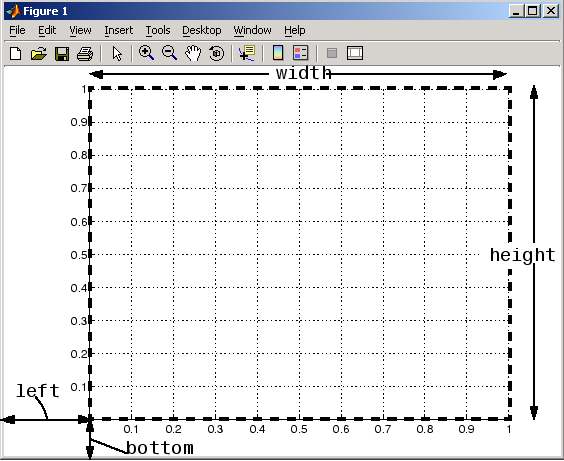 Figure 1
File Edit View Insert Tools Desktop Window Help
width
1
0.9
0.8
0.7
0.6
0.5
0.4
0.3
0.2
0.1
height
left
0.1 0.2 0.3 0.4 0.5 0.6 0.7 0.8 0.9 1
bottom